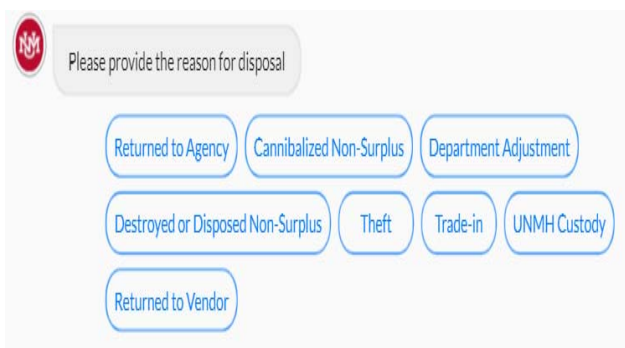 UNM
Please provide the reason for disposal
Returned to Agency Cannibalized Non-Surplus Department Adjustment
Destroyed or Disposed Non-Surplus Theft Trade-in UNMH Custody
Returned to Vendor